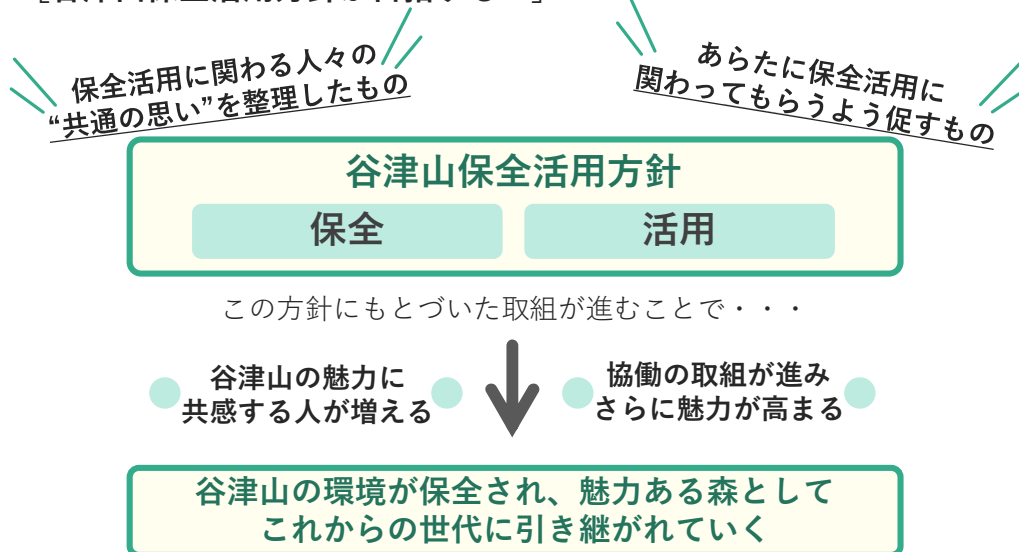 保全活用に関わる人々の
“共通の思い”を整理したもの
あらたに保全活用に
関わってもらうよう促すもの
谷津山保全活用方針
保全
活用
この方針にもとづいた取組が進むことで・・・
谷津山の魅力に
共感する人が増える
協働の取組が進み
さらに魅力が高まる
谷津山の環境が保全され、魅力ある森として
これからの世代に引き継がれていく